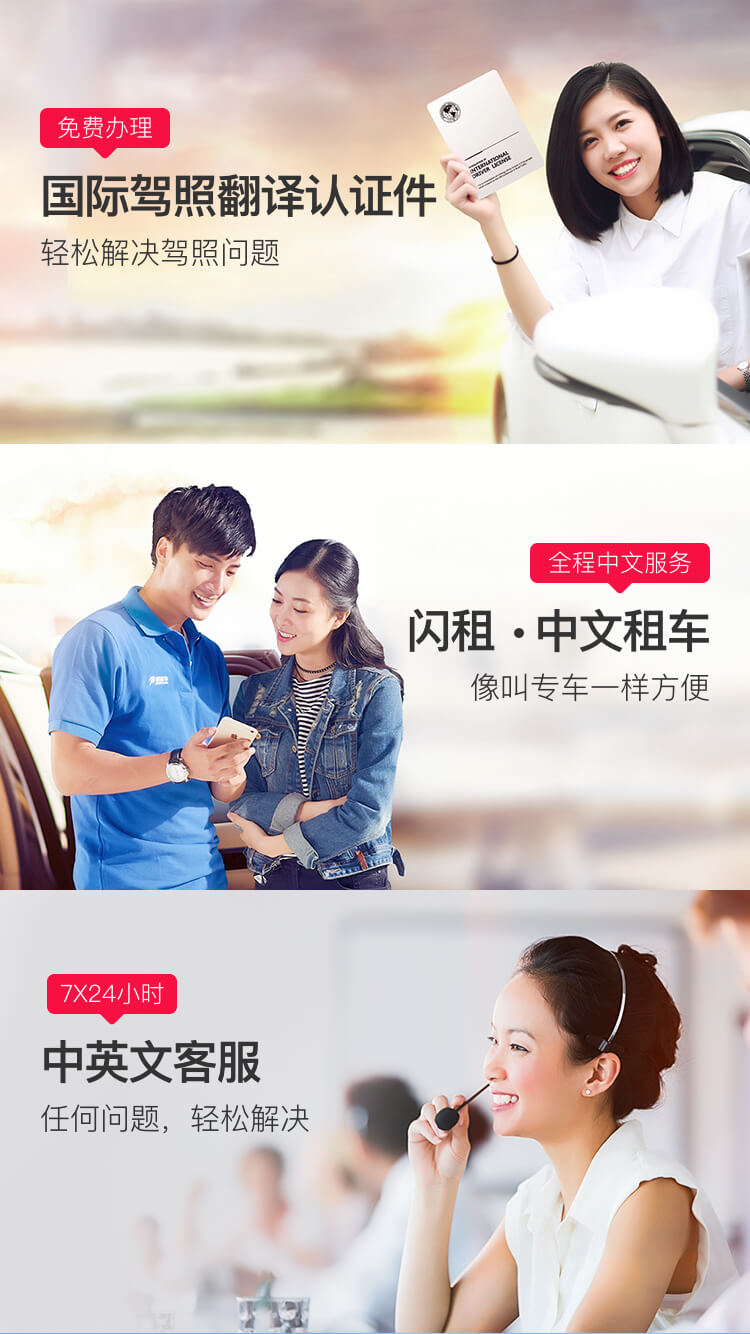 免费办理
国际驾照翻译认证件
轻松解决驾照问题
INTERNATIONAL
DRIVER LICENSE
全程中文服务
闪租·中文租车
像叫专车一样方便
7X24小时
中英文客服
任何问题，轻松解决